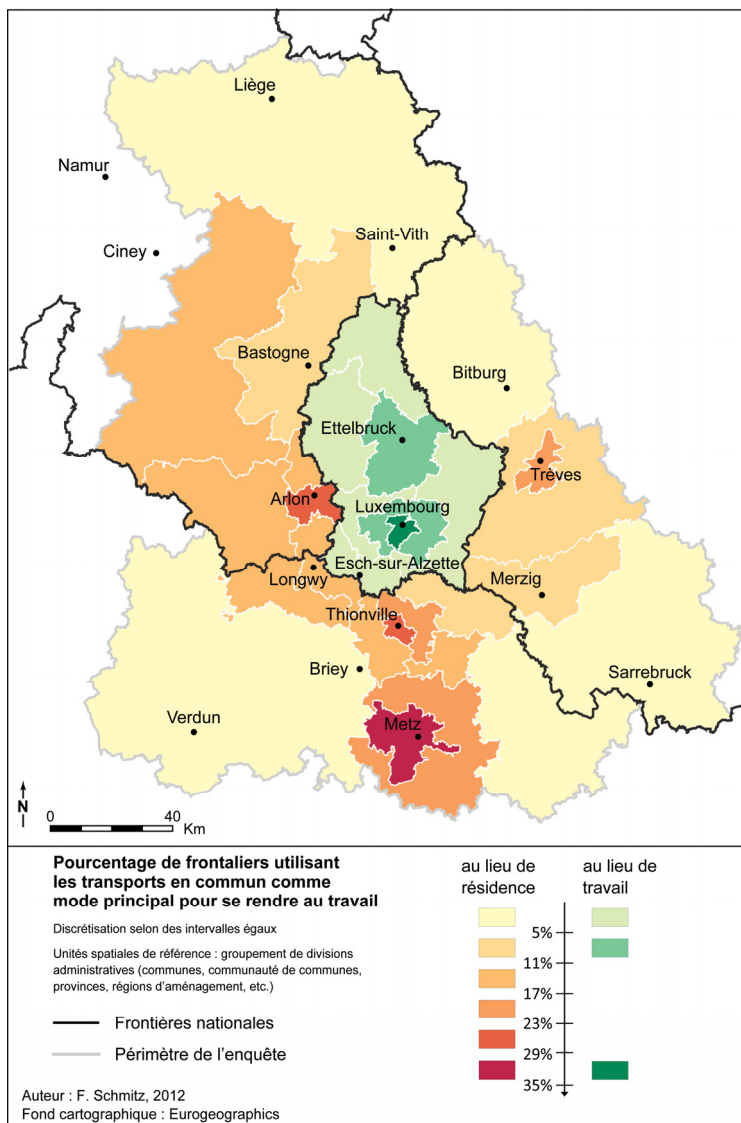 Liège
Namur
Saint-Vith
Ciney
Bastogne
Bitburg
Ettelbruck
Trèves
Arlon
Luxembourg
Esch-sur-Alzette
Longwy
Merzig
Thionville
Briey
Sarrebruck
Verdun
Metz
N
0 40
Km
Pourcentage de frontaliers utilisant
les transports en commun comme
mode principal pour se rendre au travail
Discrétisation selon des intervalles égaux
Unités spatiales de référence : groupement de divisions
administratives (communes, communauté de communes,
provinces, régions d'aménagement, etc.)
Frontières nationales
Périmètre de l'enquête
Auteur : F. Schmitz, 2012
Fond cartographique : Eurogeographics
au lieu de
résidence
au lieu de
travail
5%
11%
17%
23%
29%
35%